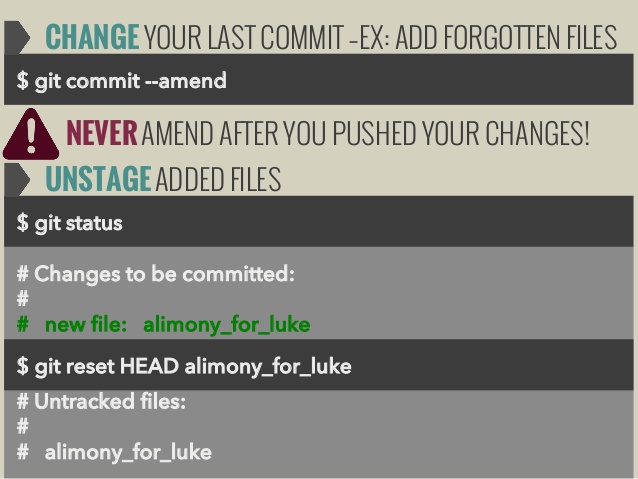 CHANGE YOUR LAST COMMIT –EX: ADD FORGOTTEN FILES
$ git commit --amend
NEVER AMEND AFTER YOU PUSHED YOUR CHANGES!
UNSTAGE ADDED FILES
$ git status
# Changes to be committed:
#
# new file: alimony_for_luke
$ git reset HEAD alimony_for_luke
# Untracked files:
#
# alimony_for_luke